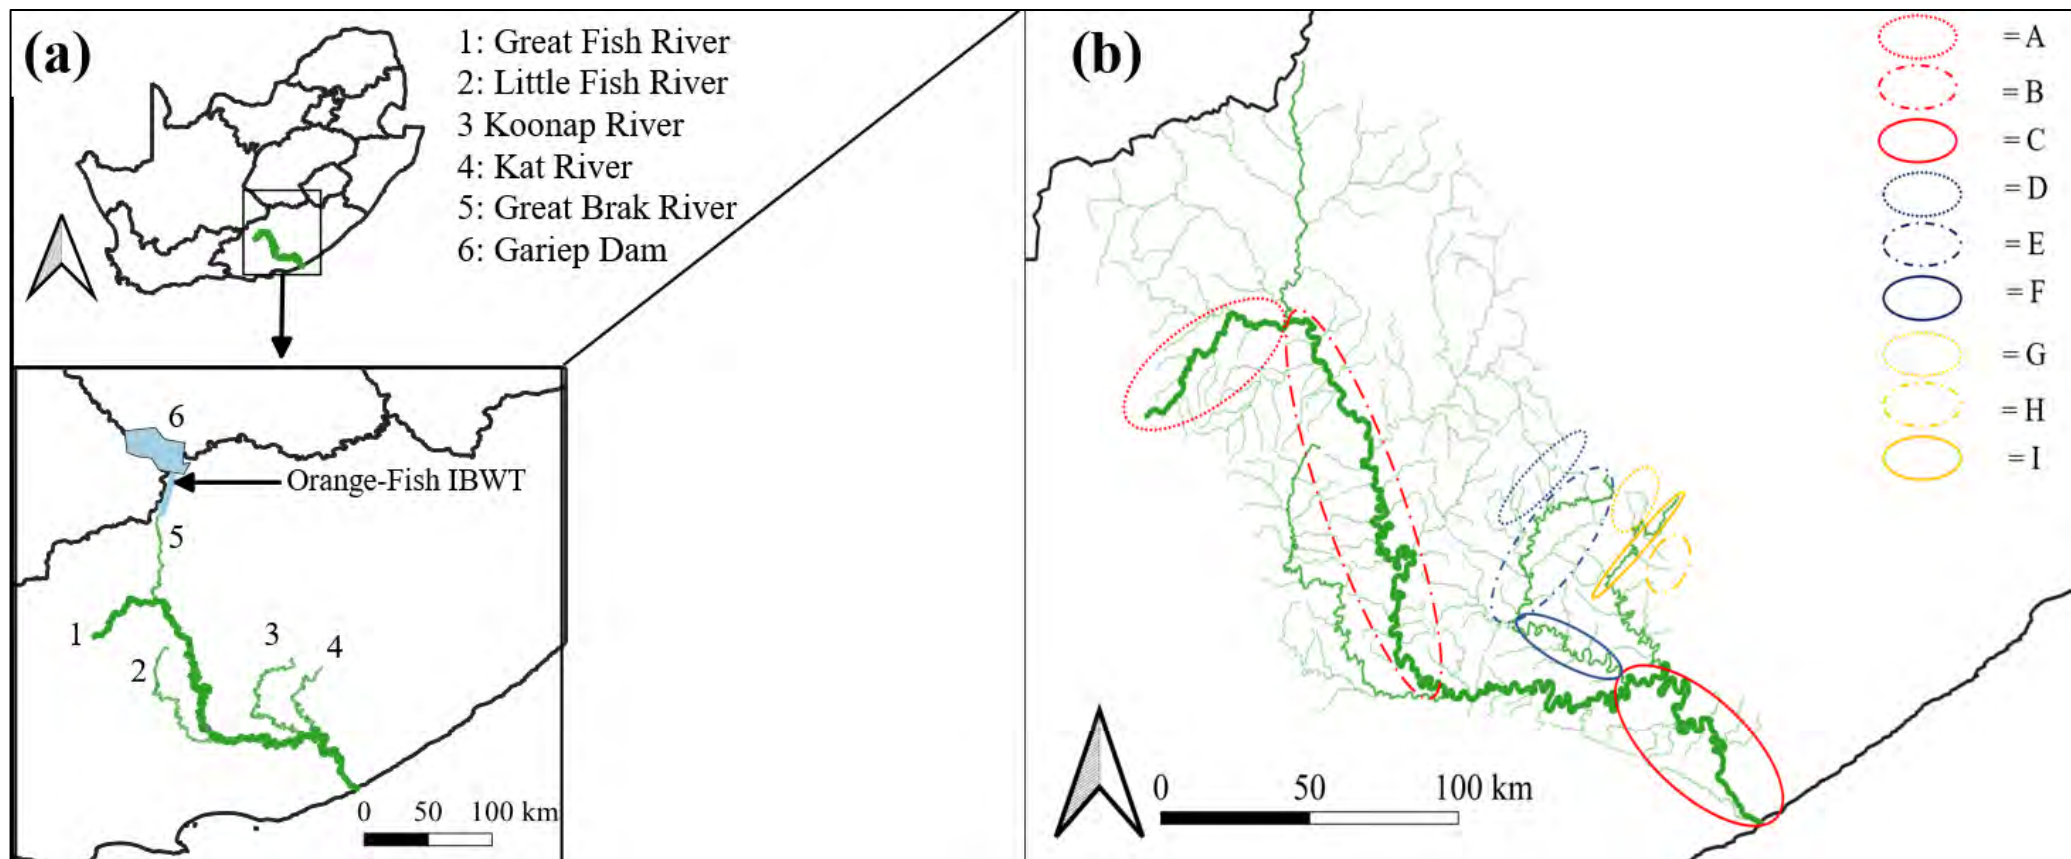 (a)
1: Great Fish River
2: Little Fish River
3 Koonap River
4: Kat River
5: Great Brak River
6: Gariep Dam
6
Orange-Fish IBWT
5
1
2
3
4
0 50 100 km
(b)
= A
= B
= C
= D
= E
= F
= G
= H
= I
0 50 100 km